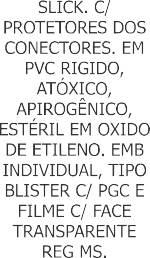 SLICK. C/
PROTETORES DOS
CONECTORES. EM
PVC RIGIDO,
ATÓXICO,
APIROGÊNICO,
ESTÉRIL EM OXIDO
DE ETILENO. EMB
INDIVIDUAL, TIPO
BLISTER C/ PGC E
FILME C/ FACE
TRANSPARENTE
REG MS.